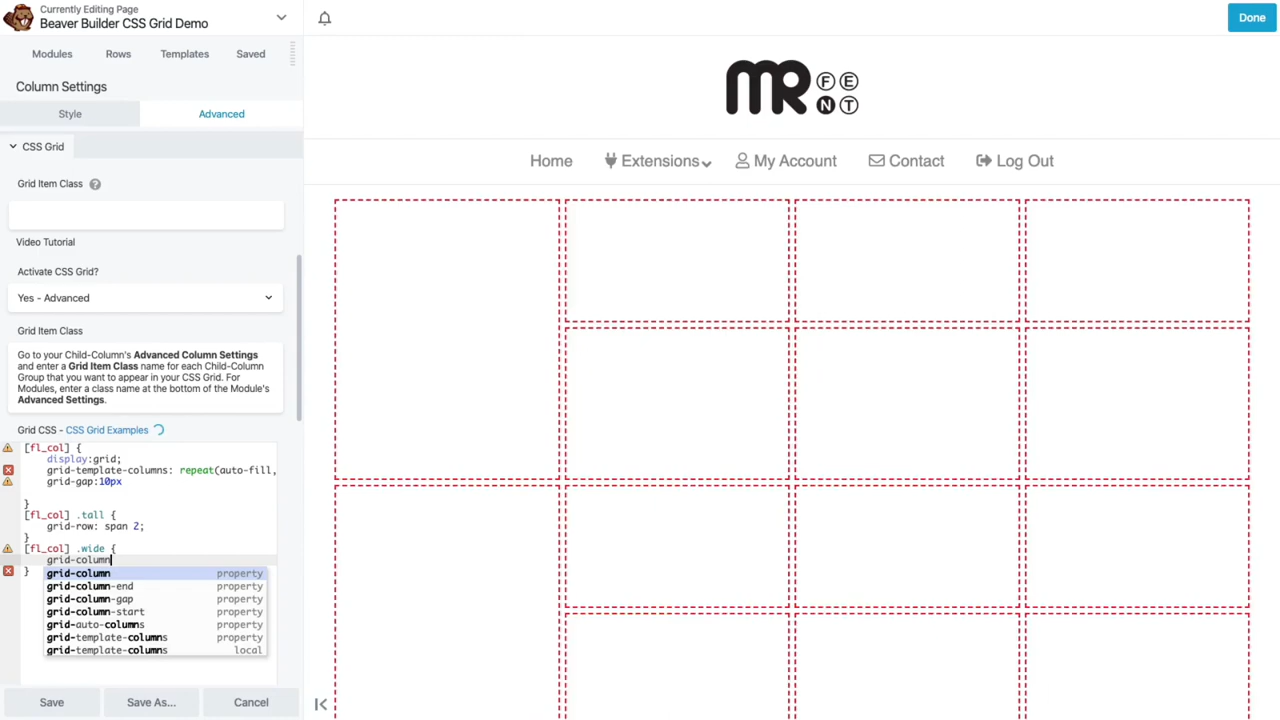 Currently Editing Page
Beaver Builder CSS Grid Demo
Done
Modules Rows Templates Saved
Column Settings
Style Advanced
CSS Grid
Grid Item Class ?
Video Tutorial
Activate CSS Grid?
Yes - Advanced
Grid Item Class
Go to your Child-Column's Advanced Column Settings
and enter a Grid Item Class name for each Child-Column
Group that you want to appear in your CSS Grid. For
Modules, enter a class name at the bottom of the Module's
Advanced Settings.
Grid CSS - CSS Grid Examples
[fl_col] {
display:grid;
grid-template-columns: repeat(auto-fill,
grid-gap:10px
}
[fl_col] .tall {
grid-row: span 2;
}
[fl_col] .wide {
grid-column
}
grid-column property
grid-column-end property
grid-column-gap property
grid-column-start property
grid-auto-columns property
grid-template-columns property
grid-template-columns local
Save Save As... Cancel
MR FE
NT
Home Extensions My Account Contact Log Out